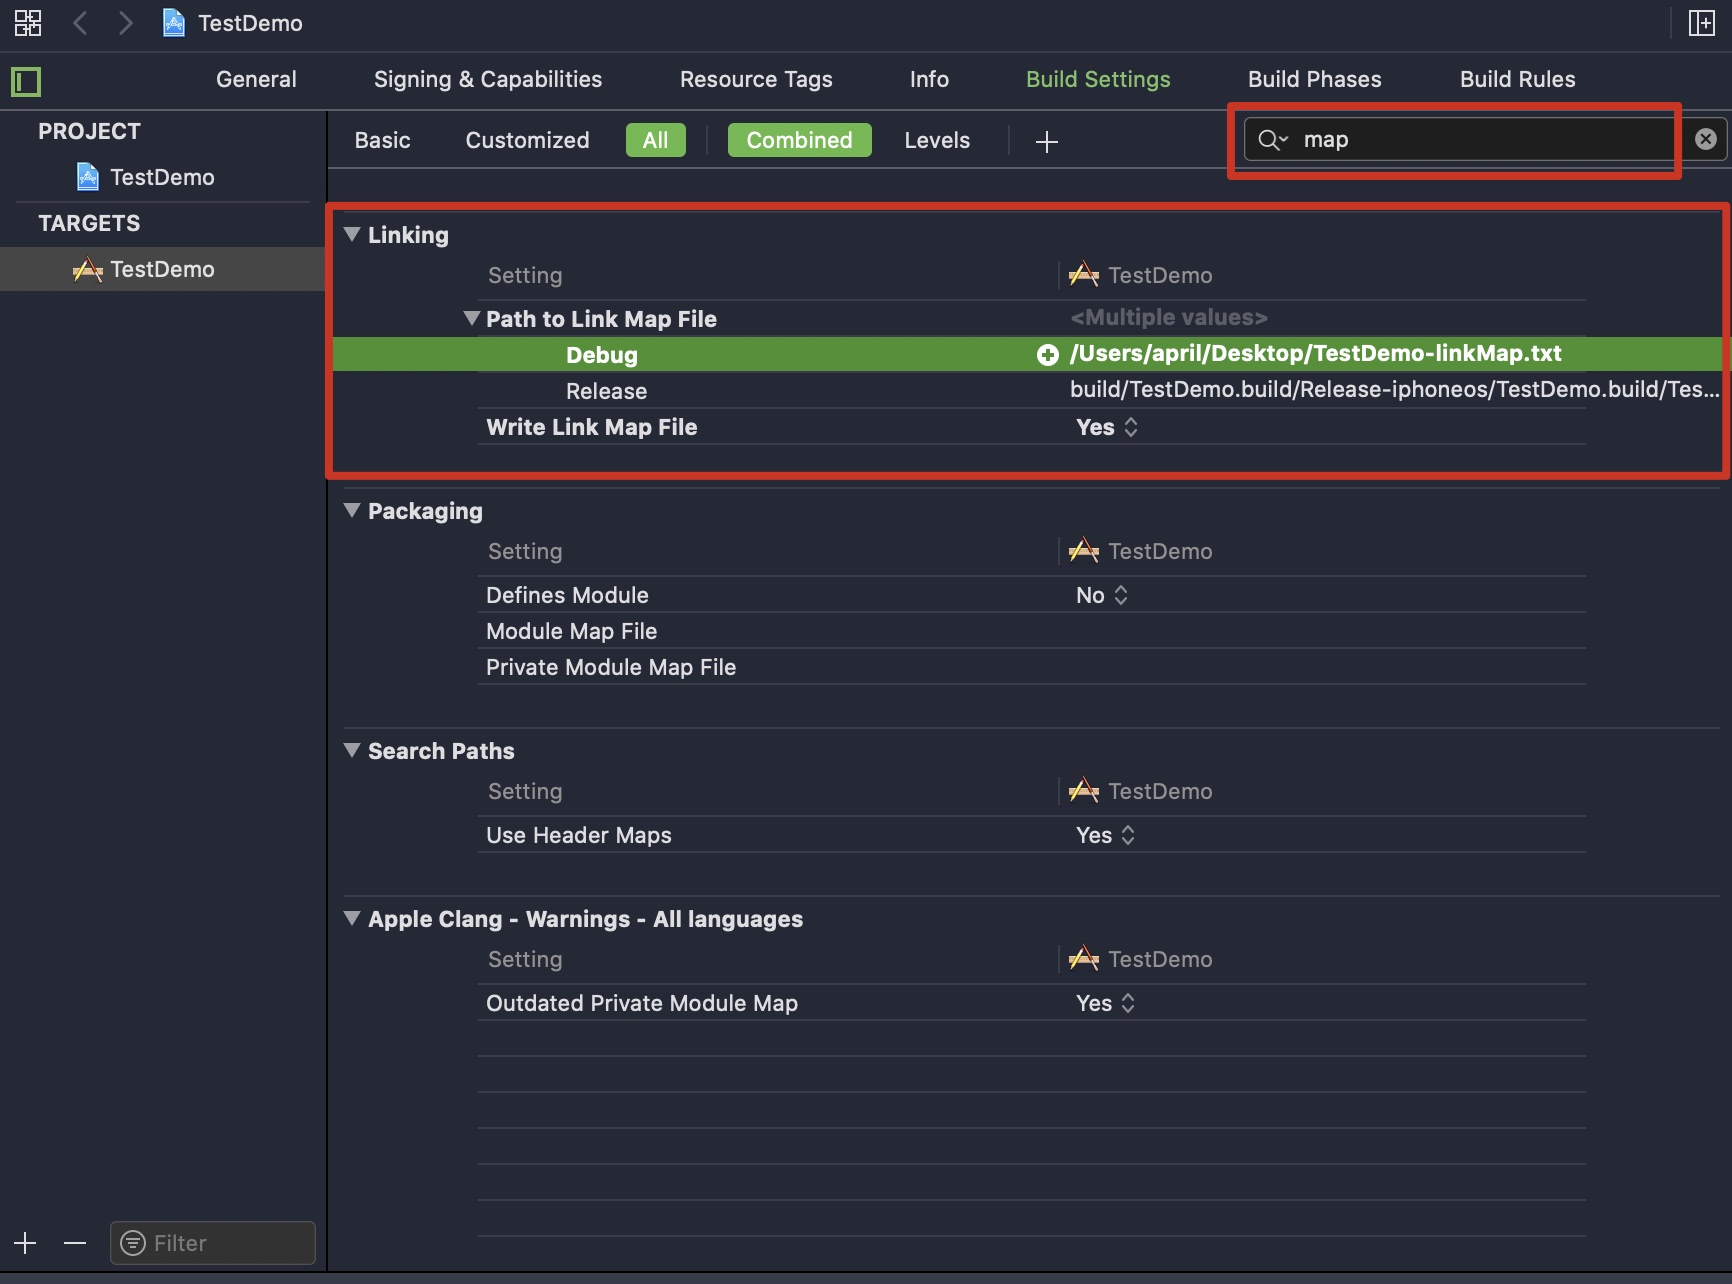 TestDemo
General Signing & Capabilities Resource Tags Info Build Settings Build Phases Build Rules
PROJECT
TestDemo
TARGETS
TestDemo
Basic Customized All Combined Levels map
Linking
Setting TestDemo
Path to Link Map File <Multiple values>
Debug /Users/april/Desktop/TestDemo-linkMap.txt
Release build/TestDemo.build/Release-iphoneos/TestDemo.build/Tes...
Write Link Map File Yes
Packaging
Setting TestDemo
Defines Module No
Module Map File
Private Module Map File
Search Paths
Setting TestDemo
Use Header Maps Yes
Apple Clang - Warnings - All languages
Setting TestDemo
Outdated Private Module Map Yes
Filter